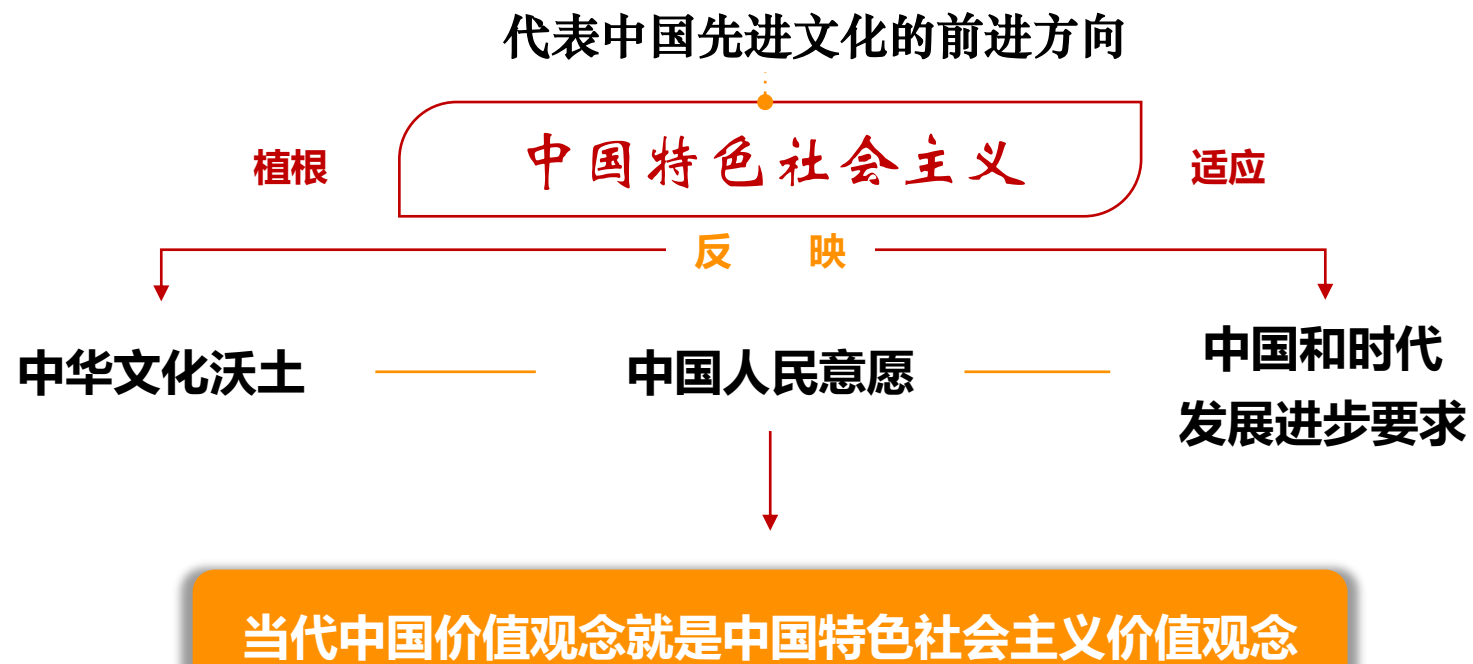 代表中国先进文化的前进方向
植根
中国特色社会主义
适应
反 映
中华文化沃土
中国人民意愿
中国和时代
发展进步要求
当代中国价值观念就是中国特色社会主义价值观念